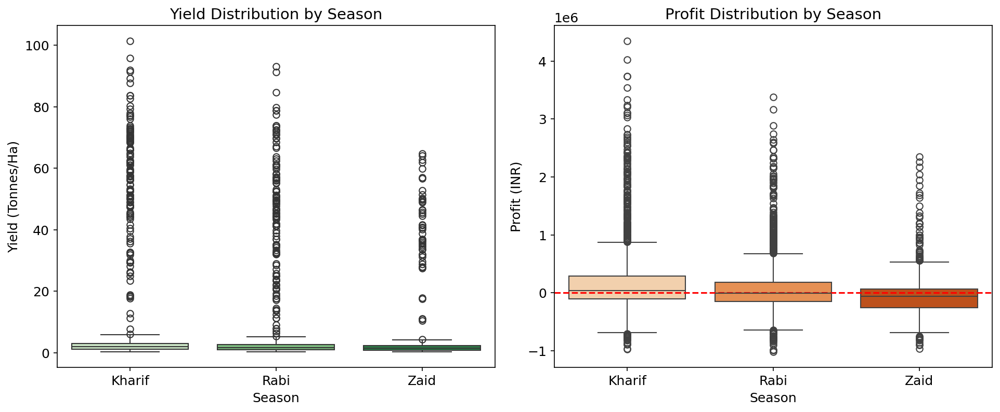 Yield Distribution by Season
Yield (Tonnes/Ha)
100
80
60
40
20
0
Kharif
Rabi
Zaid
Season
Profit Distribution by Season
1e6
Profit (INR)
4
3
2
1
0
−1
Kharif
Rabi
Zaid
Season